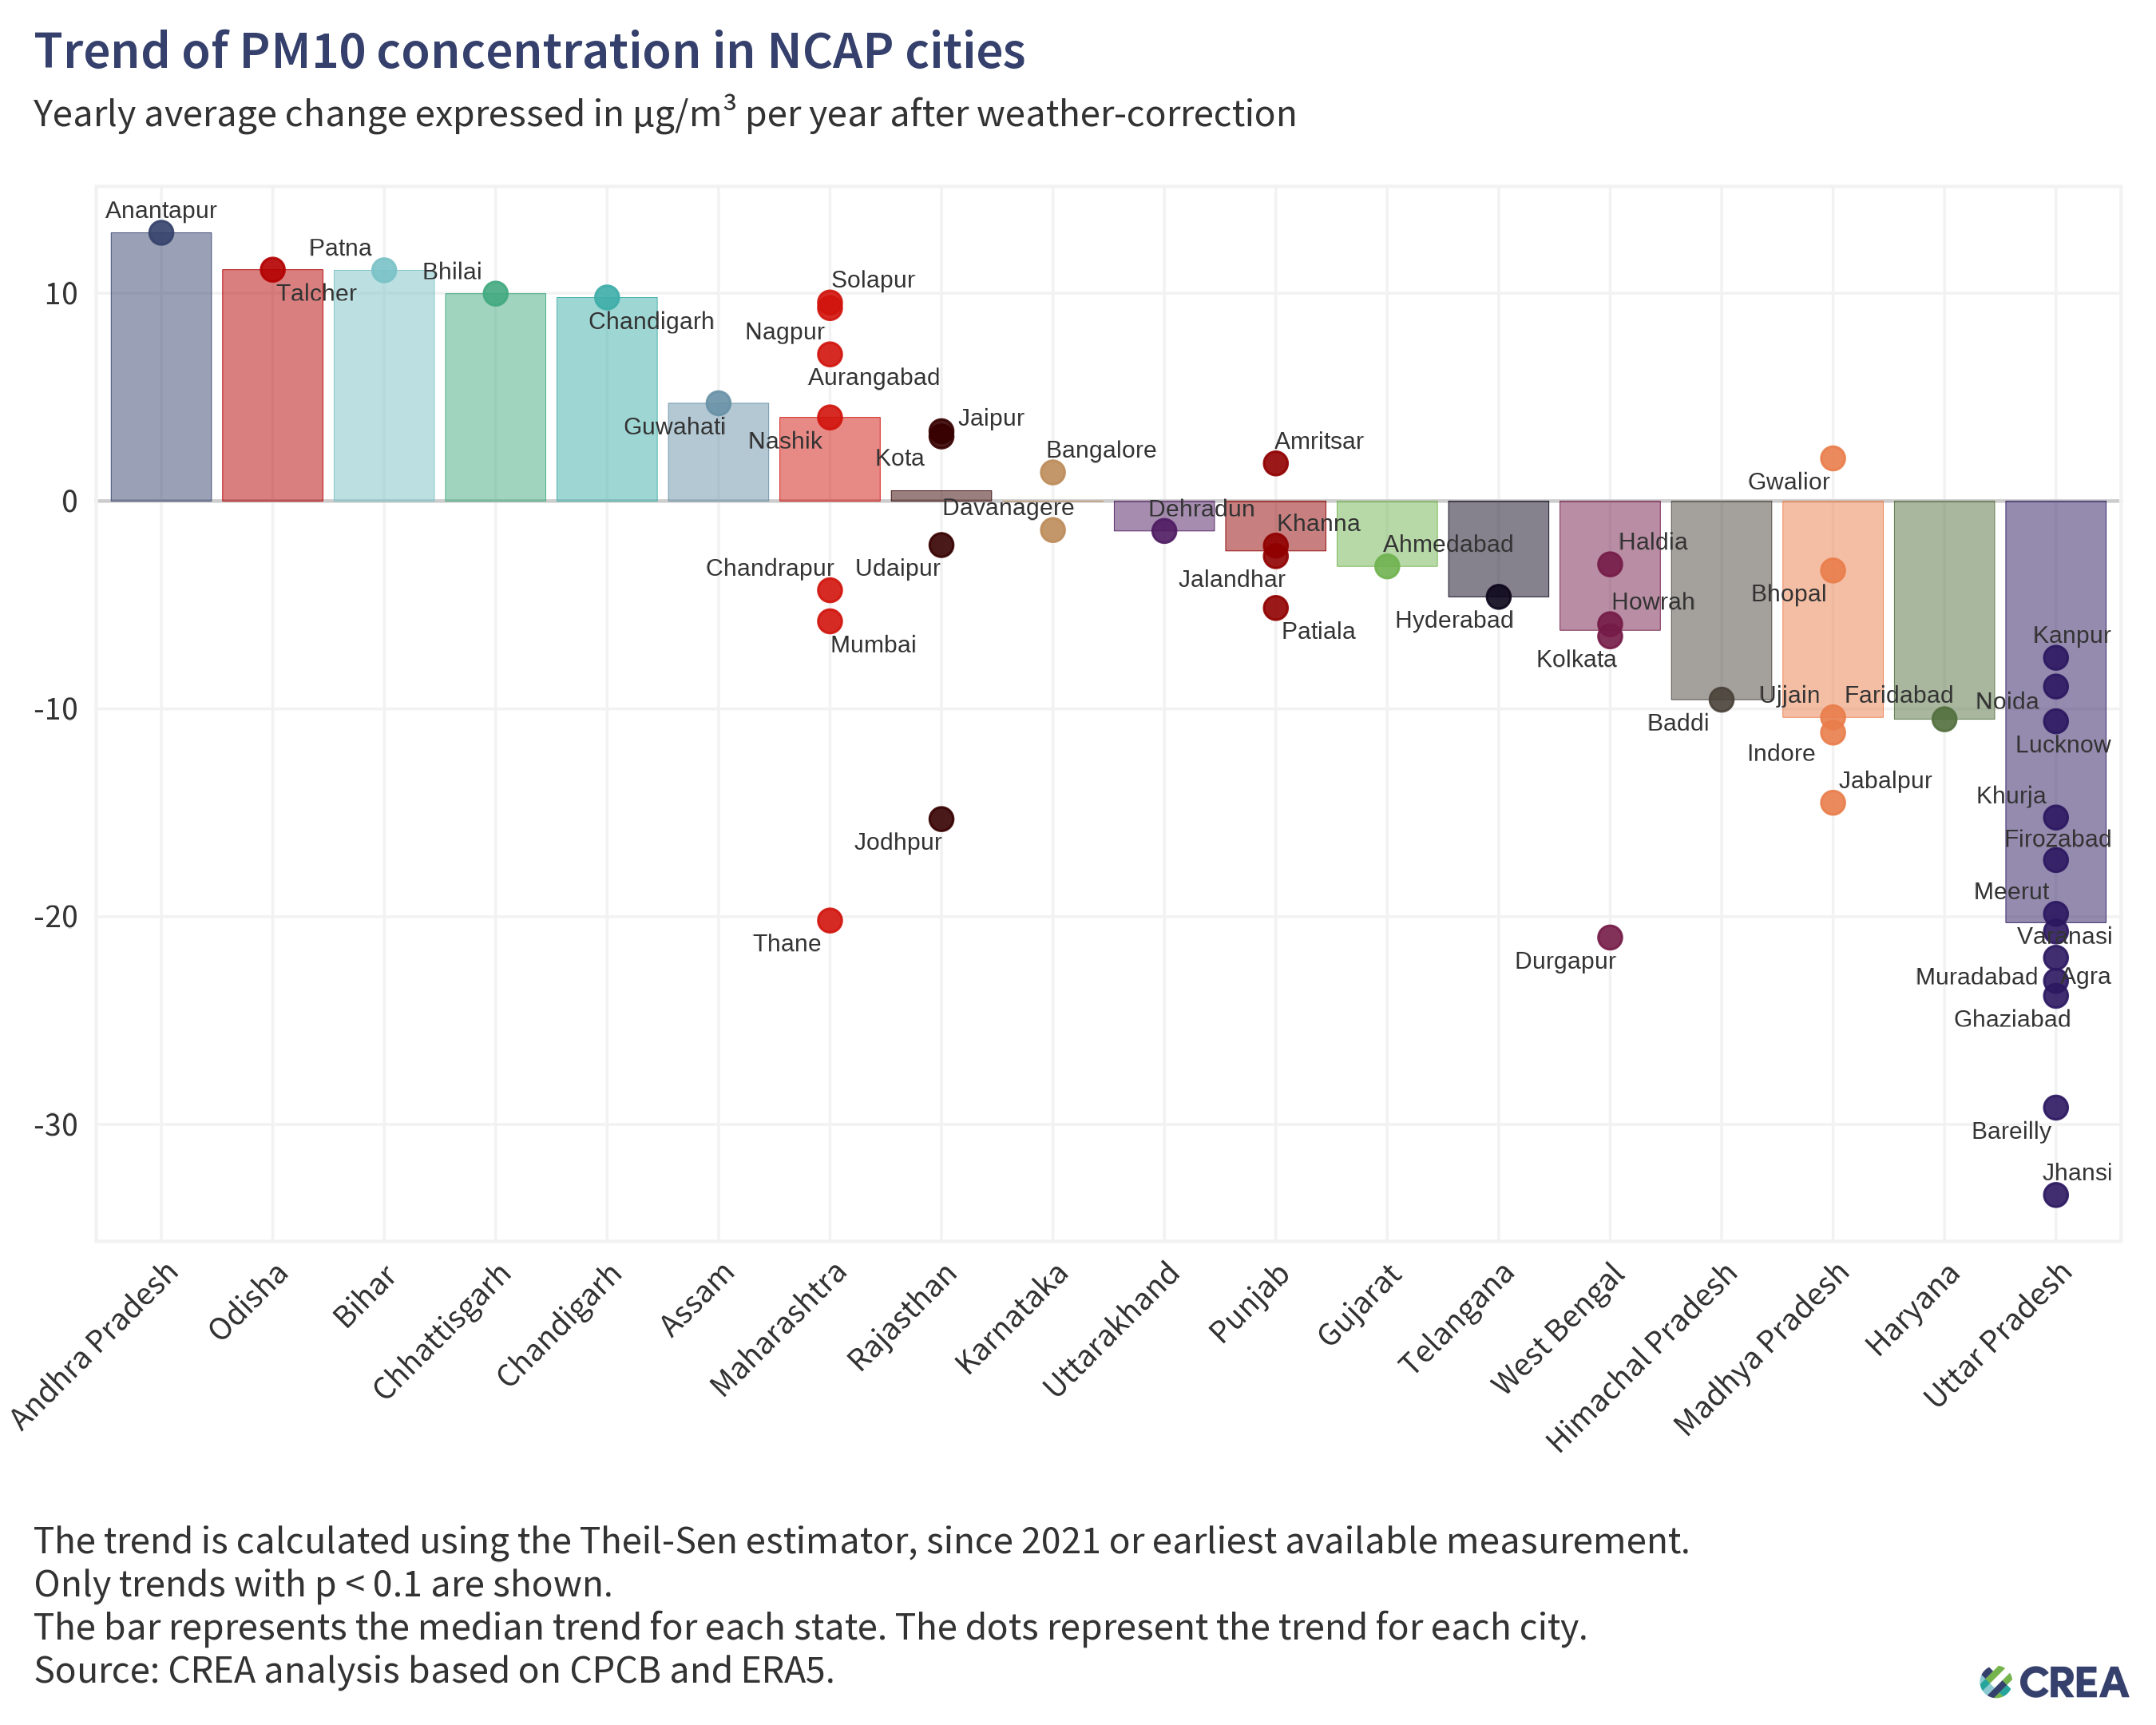 Trend of PM10 concentration in NCAP cities
Yearly average change expressed in µg/m³ per year after weather-correction
Anantapur
Patna
Bhilai
Talcher
Solapur
10
Chandigarh
Nagpur
Aurangabad
Guwahati
Nashik
Jaipur
Kota
Bangalore
Amritsar
Gwalior
0
Davanagere
Dehradun
Khanna
Ahmedabad
Haldia
Chandrapur
Udaipur
Jalandhar
Bhopal
Howrah
Hyderabad
Mumbai
Patiala
Kanpur
Kolkata
Ujjain
Faridabad
Noida
-10
Baddi
Indore
Lucknow
Jabalpur
Khurja
Jodhpur
Firozabad
Meerut
-20
Thane
Varanasi
Durgapur
Muradabad
Agra
Ghaziabad
-30
Bareilly
Jhansi
Andhra Pradesh
Odisha
Bihar
Chhattisgarh
Chandigarh
Assam
Maharashtra
Rajasthan
Karnataka
Uttarakhand
Punjab
Gujarat
Telangana
West Bengal
Himachal Pradesh
Madhya Pradesh
Haryana
Uttar Pradesh
The trend is calculated using the Theil-Sen estimator, since 2021 or earliest available measurement.
Only trends with p < 0.1 are shown.
The bar represents the median trend for each state. The dots represent the trend for each city.
Source: CREA analysis based on CPCB and ERA5.
CREA